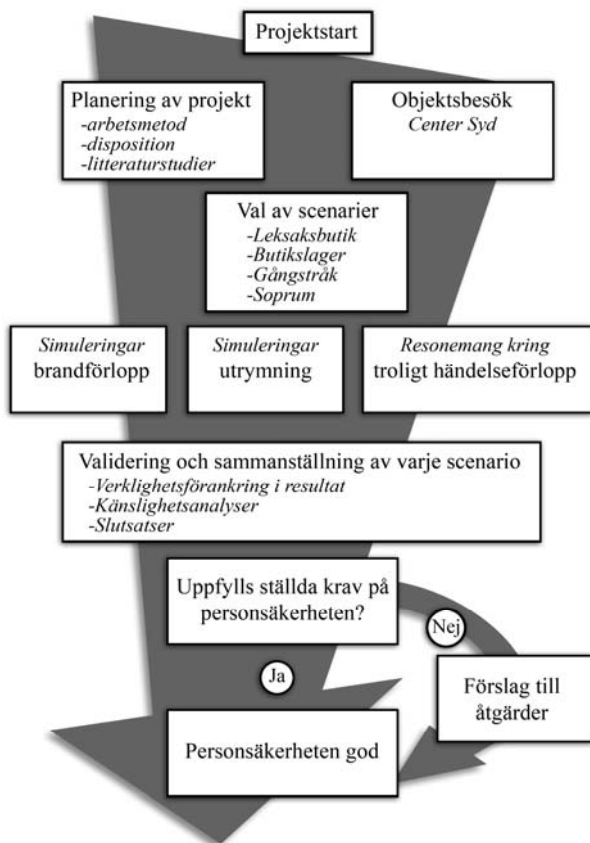 Projektstart
Planering av projekt
-arbetsmetod
-disposition
-litteraturstudier
Objektsbesök
Center Syd
Val av scenarier
-Leksaksbutik
-Butikslager
-Gångstråk
-Soprum
Simuleringar
brandförlopp
Simuleringar
utrymning
Resonemang kring
troligt händelseförlopp
Validering och sammanställning av varje scenario
-Verklighetsförankring i resultat
-Känslighetsanalyser
-Slutsatser
Uppfylls ställda krav på
personsäkerheten?
Nej
Ja
Förslag till
åtgärder
Personsäkerheten god